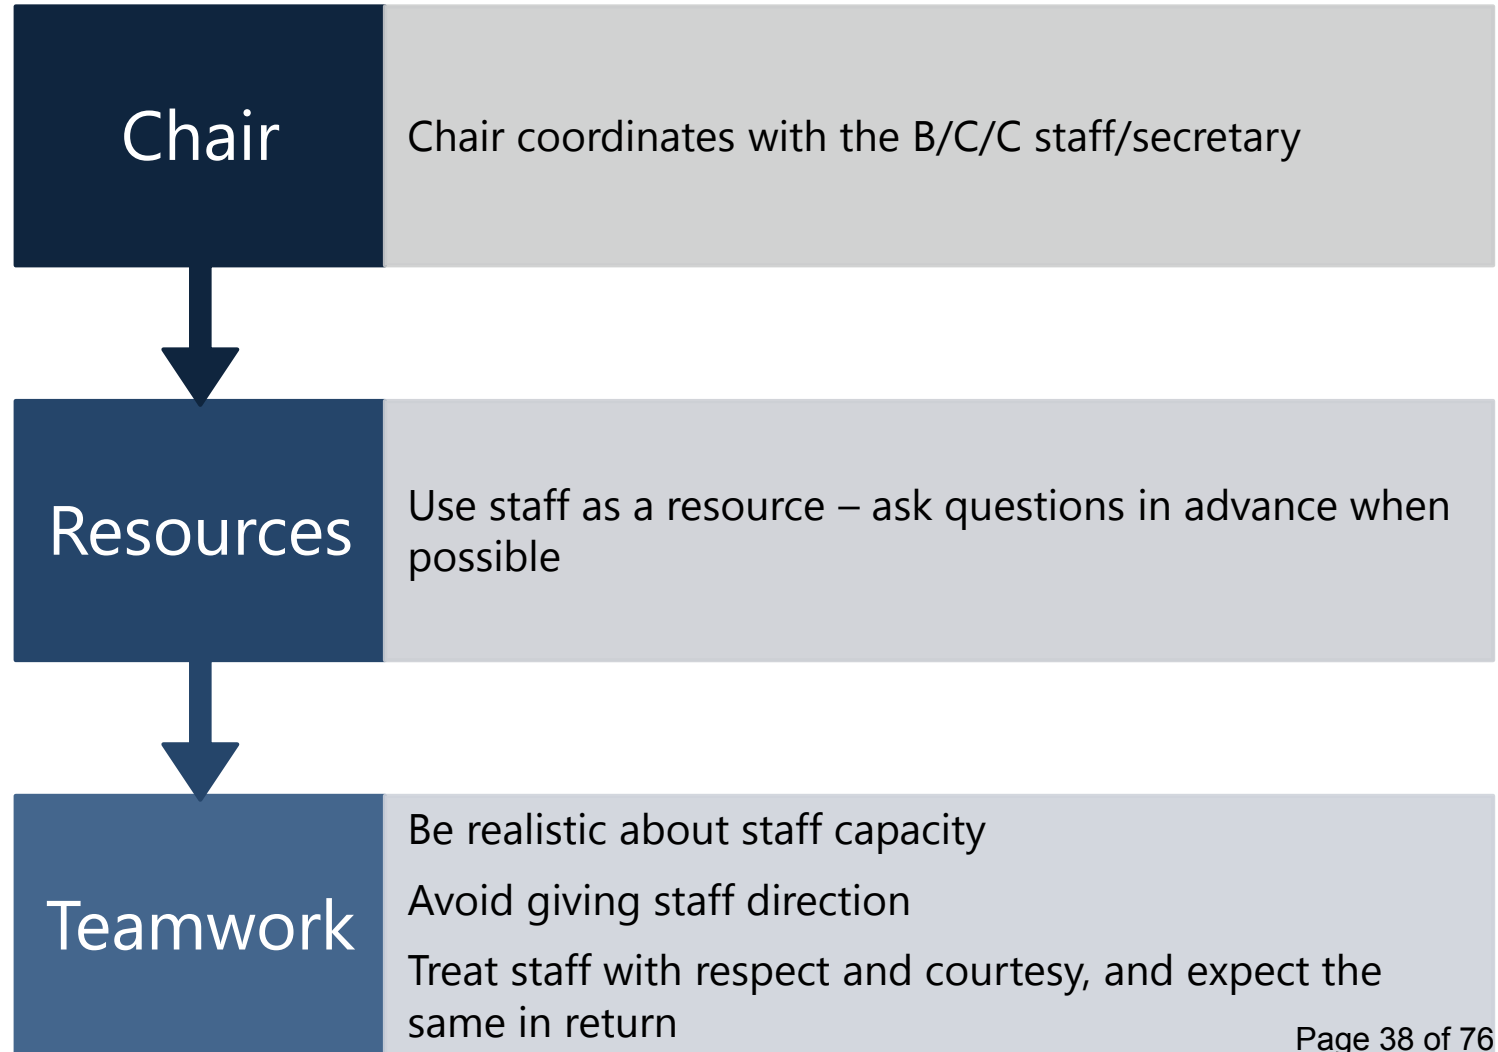 Chair
Chair coordinates with the B/C/C staff/secretary
Resources
Use staff as a resource – ask questions in advance when
possible
Teamwork
Be realistic about staff capacity
Avoid giving staff direction
Treat staff with respect and courtesy, and expect the
same in return
Page 38 of 76